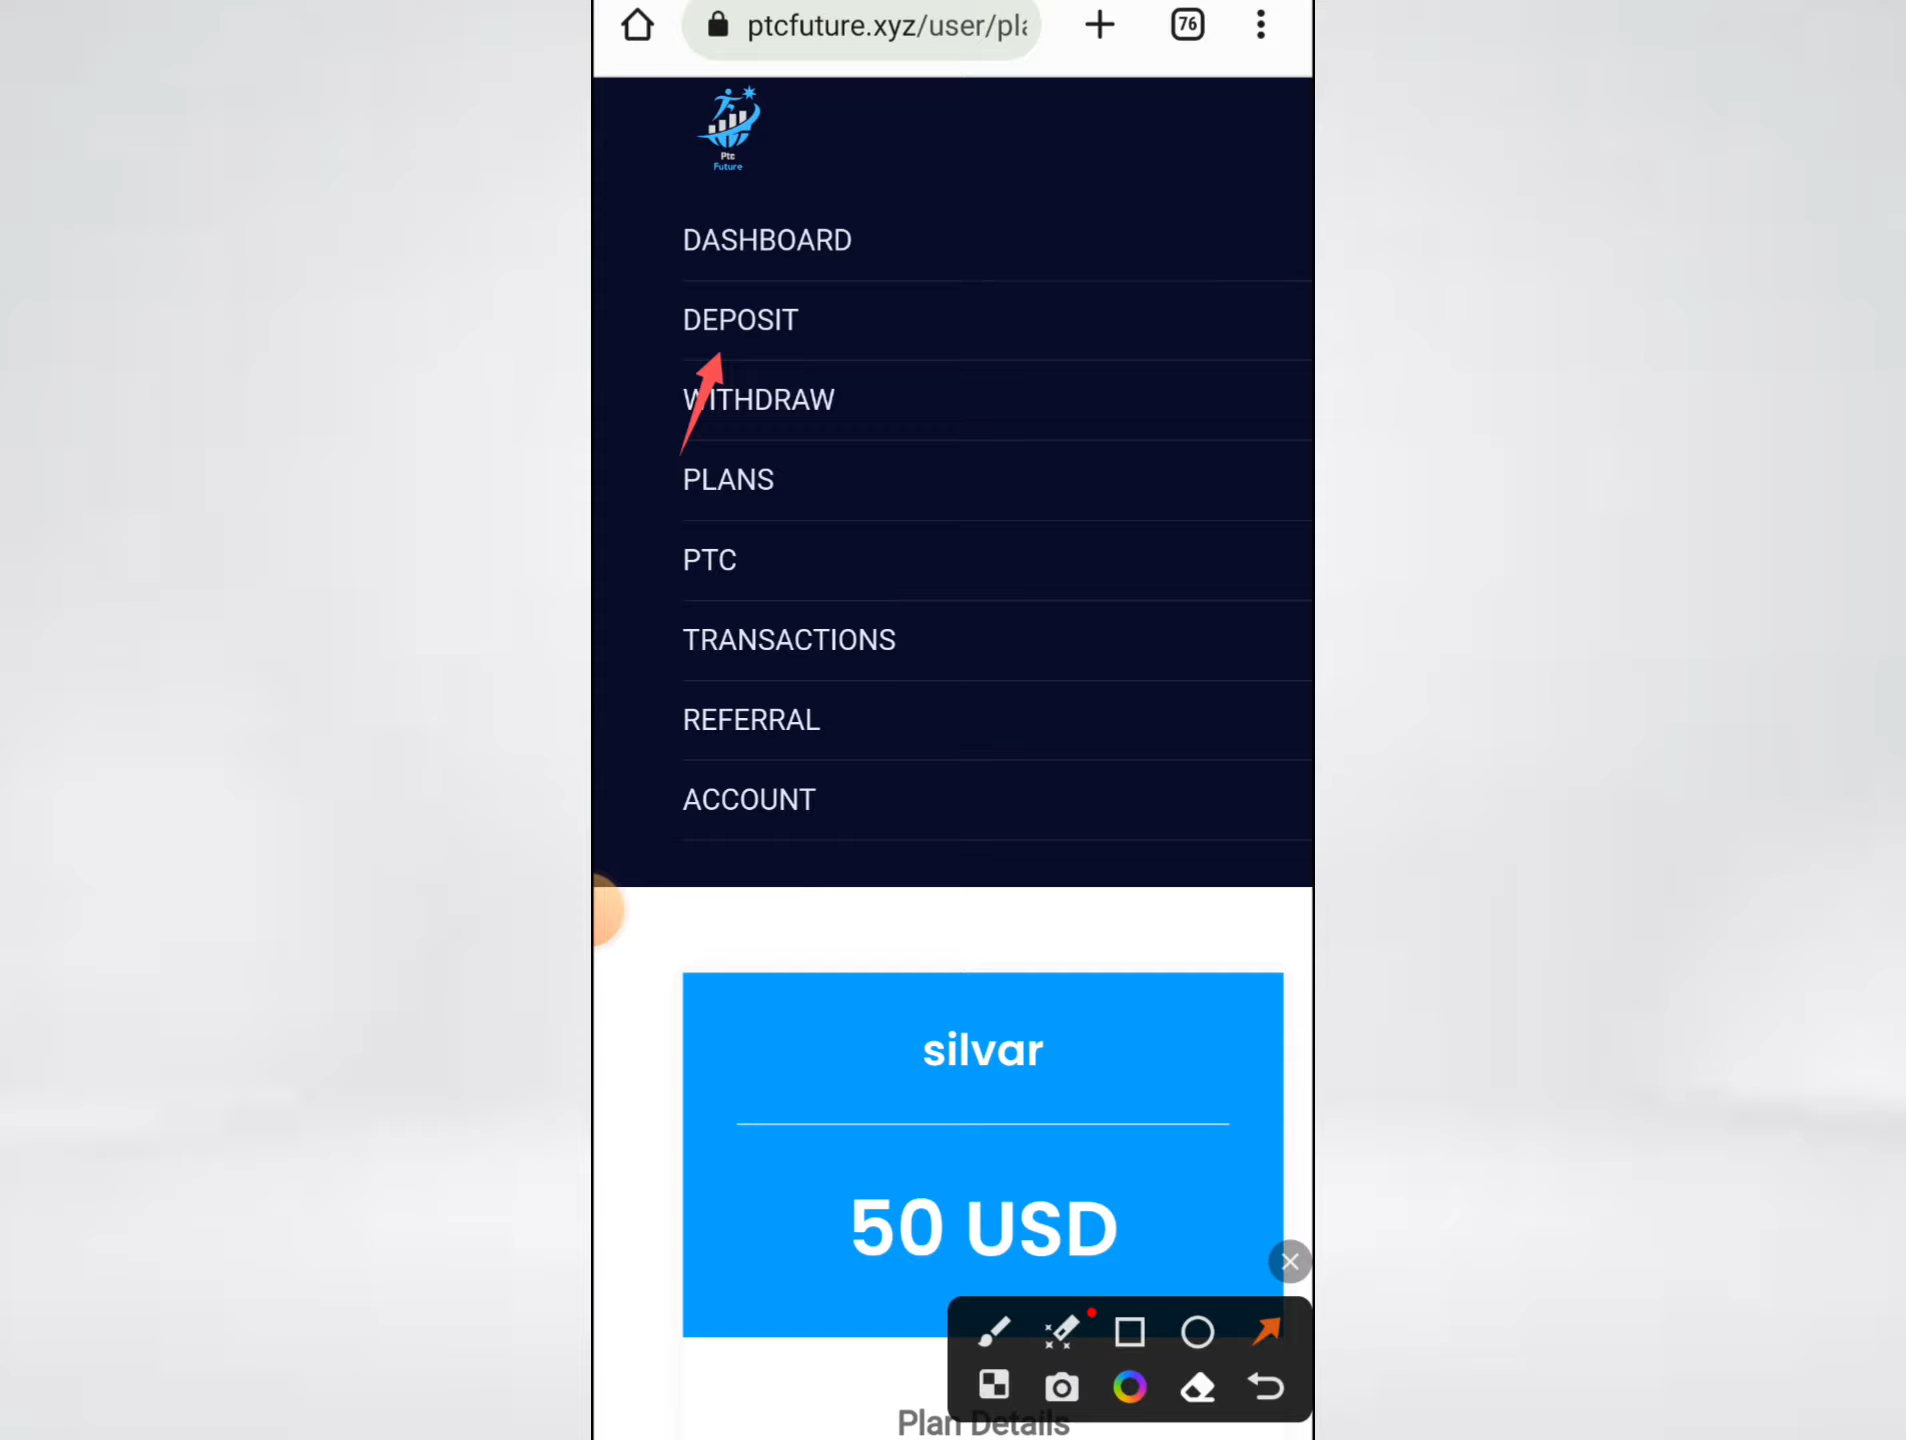 ptcfuture.xyz/user/pla
76
Ptc
Future
DASHBOARD
DEPOSIT
WITHDRAW
PLANS
PTC
TRANSACTIONS
REFERRAL
ACCOUNT
silvar
50 USD
Plan Details